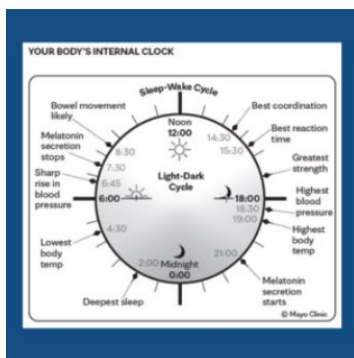 YOUR BODY'S INTERNAL CLOCK
Sleep-Wake Cycle
Noon
12:00
Light-Dark
Cycle
Bowel movement
likely
8:30
Melatonin
secretion
stops
7:30
Sharp
rise in
blood
pressure
6:45
6:00
Lowest
body
temp
4:30
Deepest sleep
2:00
Midnight
0:00
Best coordination
14:30
Best reaction
time
15:30
Greatest
strength
18:00
Highest
blood
pressure
18:30
Highest
body
temp
19:00
21:00
Melatonin
secretion
starts
© Mayo Clinic